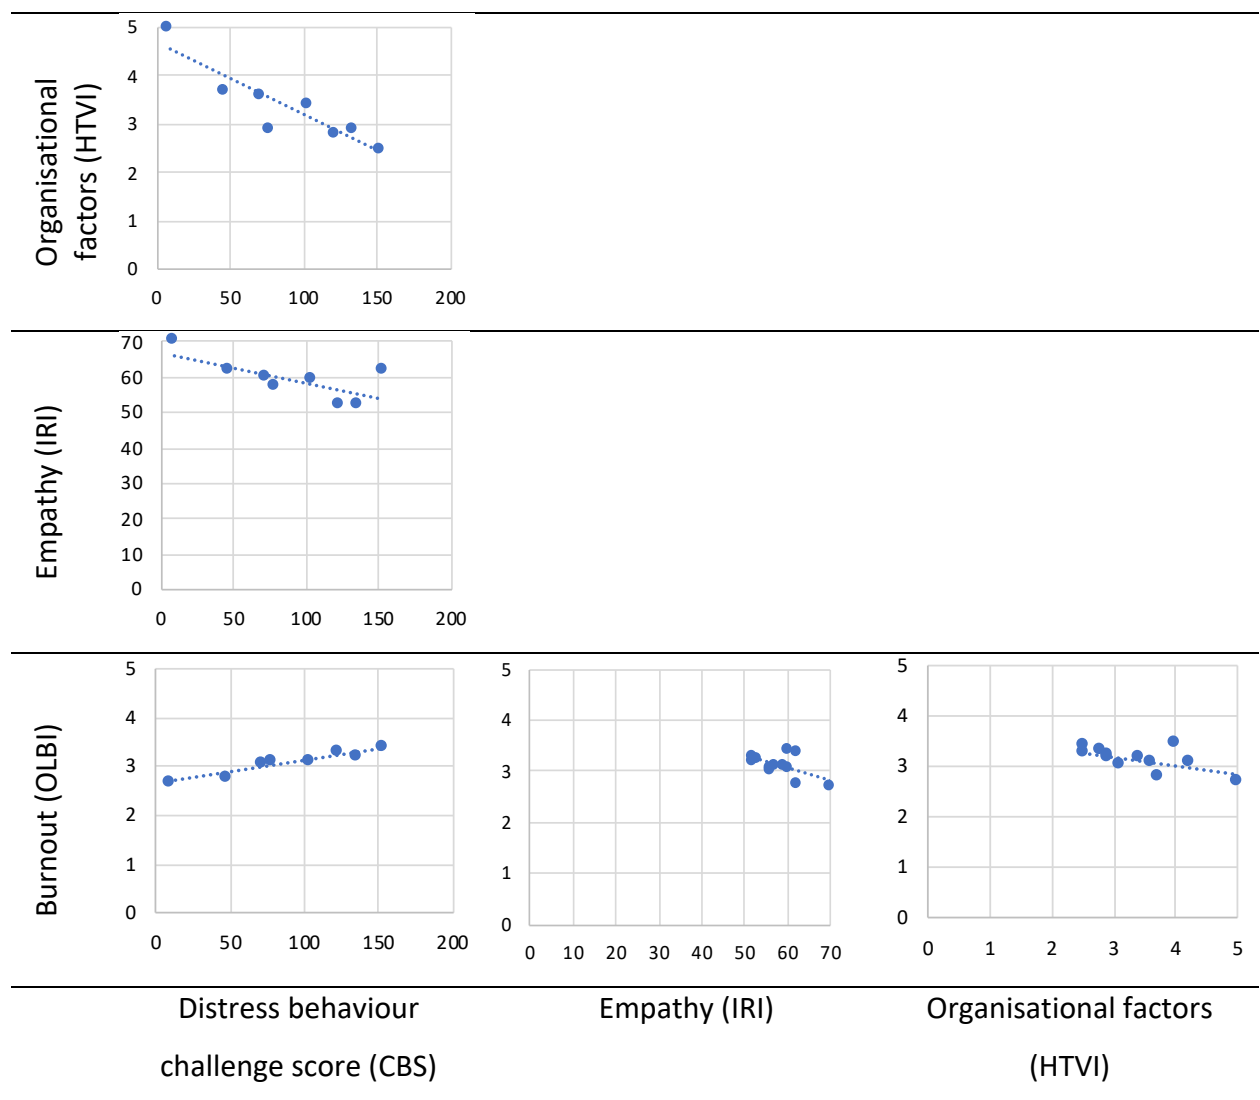 Organisational
factors (HTVI)
5
4
3
2
1
0
0 50 100 150 200
Empathy (IRI)
70
60
50
40
30
20
10
0
0 50 100 150 200
Burnout (OLBI)
5
4
3
2
1
0
0 50 100 150 200
5
4
3
2
1
0
0 10 20 30 40 50 60 70
5
4
3
2
1
0
0 1 2 3 4 5
Distress behaviour
challenge score (CBS)
Empathy (IRI)
Organisational factors
(HTVI)